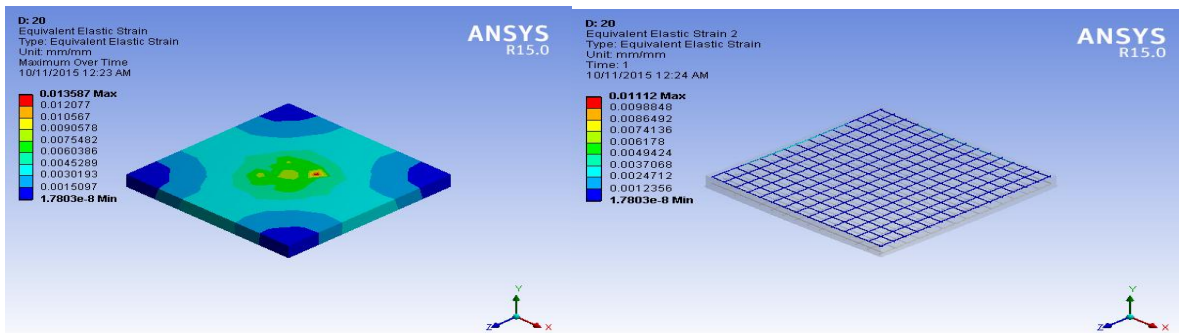 D: 20
Equivalent Elastic Strain
Type: Equivalent Elastic Strain
Unit: mm/mm
Maximum Over Time
10/11/2015 12:23 AM
ANSYS
R15.0
0.013587 Max
0.012077
0.010567
0.0090578
0.0075482
0.0060386
0.0045289
0.0030193
0.0015097
1.7803e-8 Min
Y
Z
X
D: 20
Equivalent Elastic Strain 2
Type: Equivalent Elastic Strain
Unit: mm/mm
Time: 1
10/11/2015 12:24 AM
ANSYS
R15.0
0.01112 Max
0.0098848
0.0086492
0.0074136
0.006178
0.0049424
0.0037068
0.0024712
0.0012356
1.7803e-8 Min
Y
Z
X